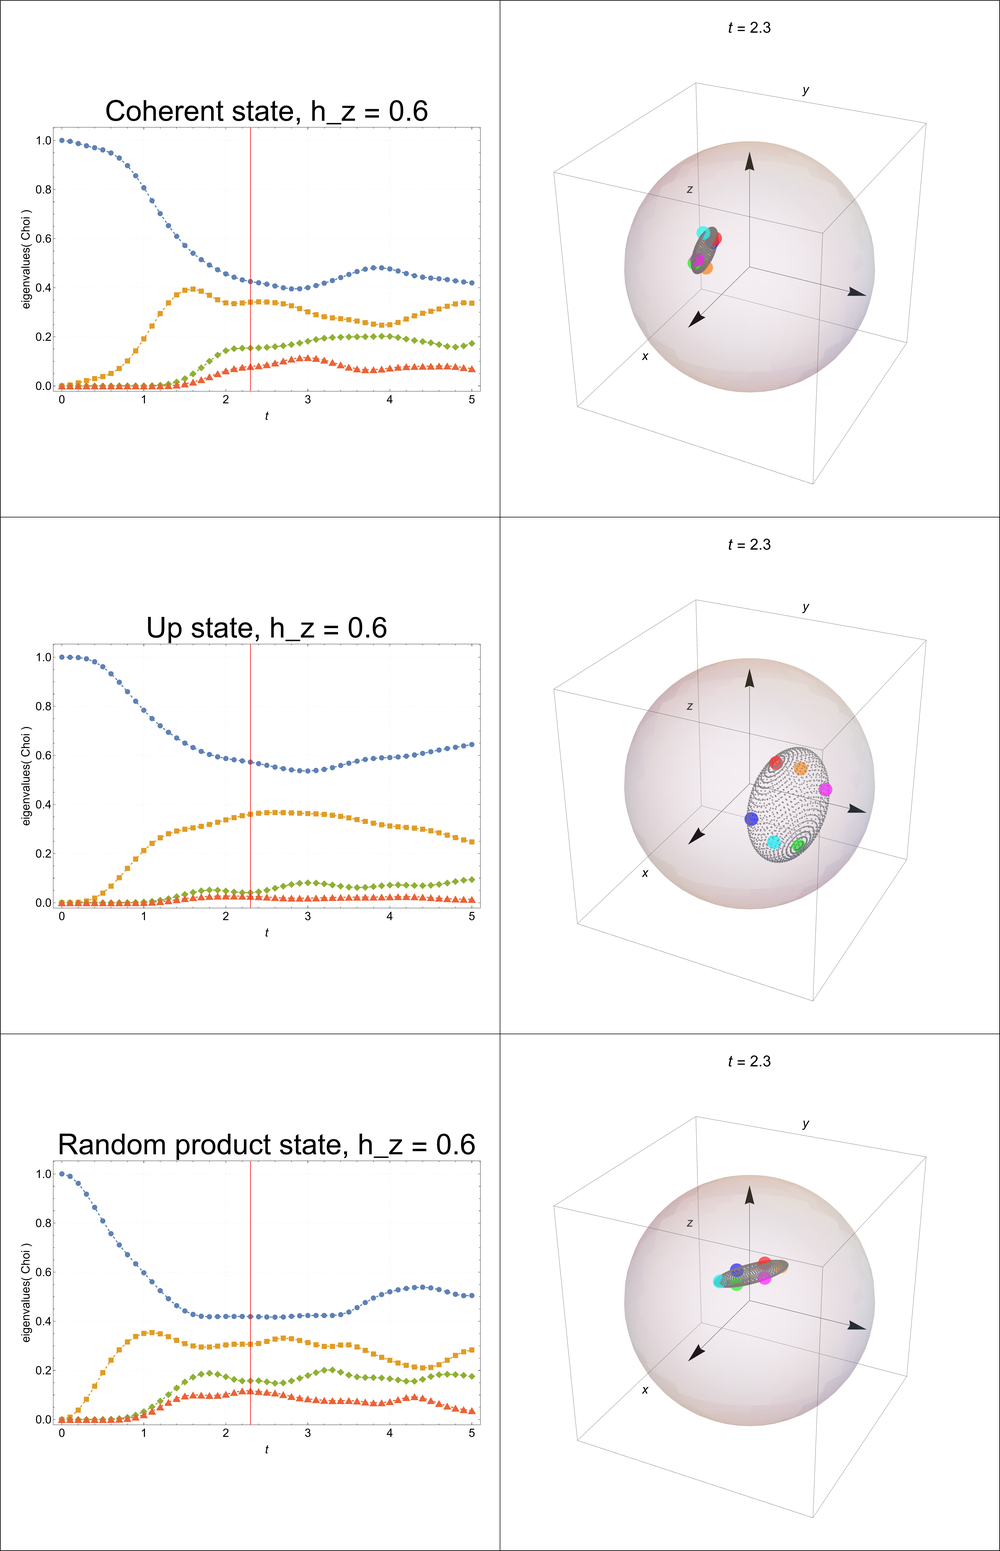 Coherent state, h_z = 0.6
eigenvalues( Choi )
1.0
0.8
0.6
0.4
0.2
0.0
0 1 2 3 4 5
t
t = 2.3
y
z
x
Up state, h_z = 0.6
eigenvalues( Choi )
1.0
0.8
0.6
0.4
0.2
0.0
0 1 2 3 4 5
t
t = 2.3
y
z
x
Random product state, h_z = 0.6
eigenvalues( Choi )
1.0
0.8
0.6
0.4
0.2
0.0
0 1 2 3 4 5
t
t = 2.3
y
z
x